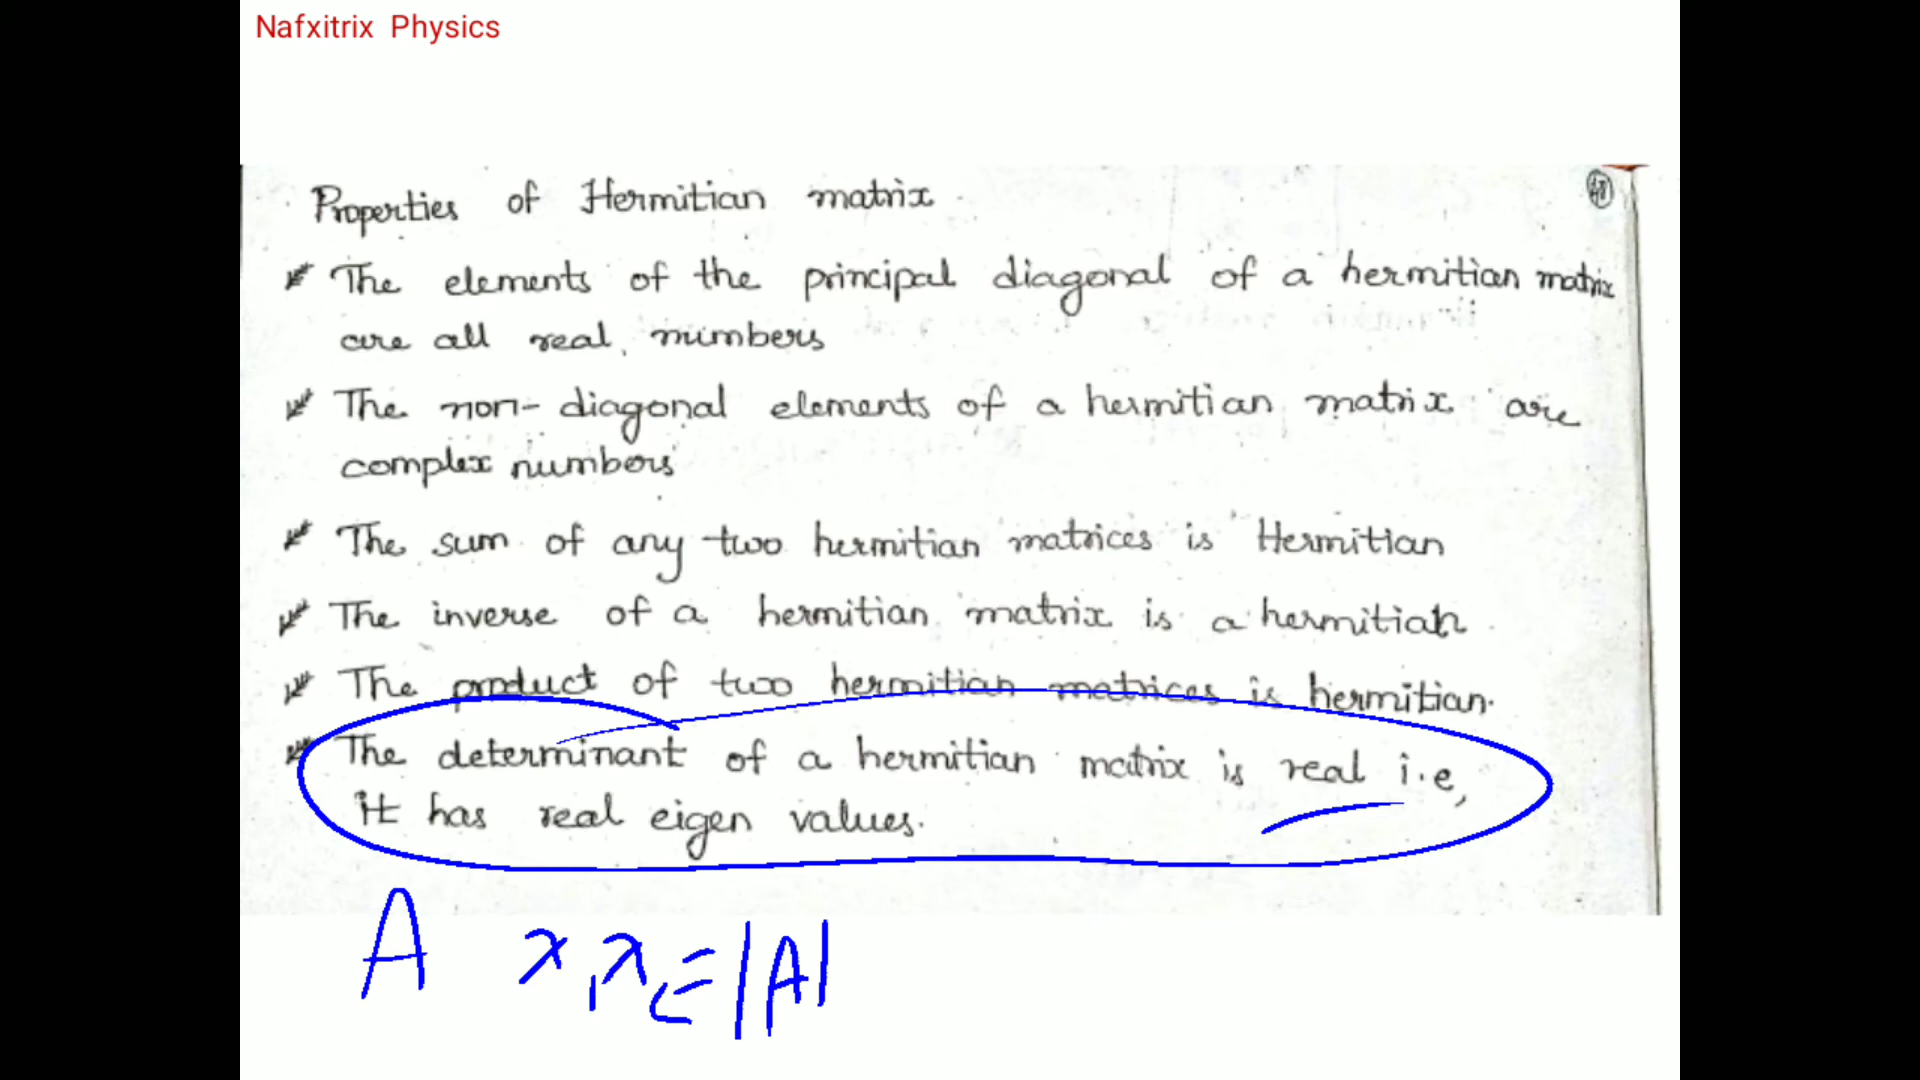 Nafxitrix Physics
Properties of Hermitian matrix
48
The elements of the principal diagonal of a hermitian matrix
are all real numbers
The non-diagonal elements of a hermitian matrix are
complex numbers
The sum of any two hermitian matrices is Hermitian
The inverse of a hermitian matrix is a hermitian
The product of two hermitian matrices is hermitian.
The determinant of a hermitian matrix is real i.e,
it has real eigen values.
A λ₁λ₂=|A|